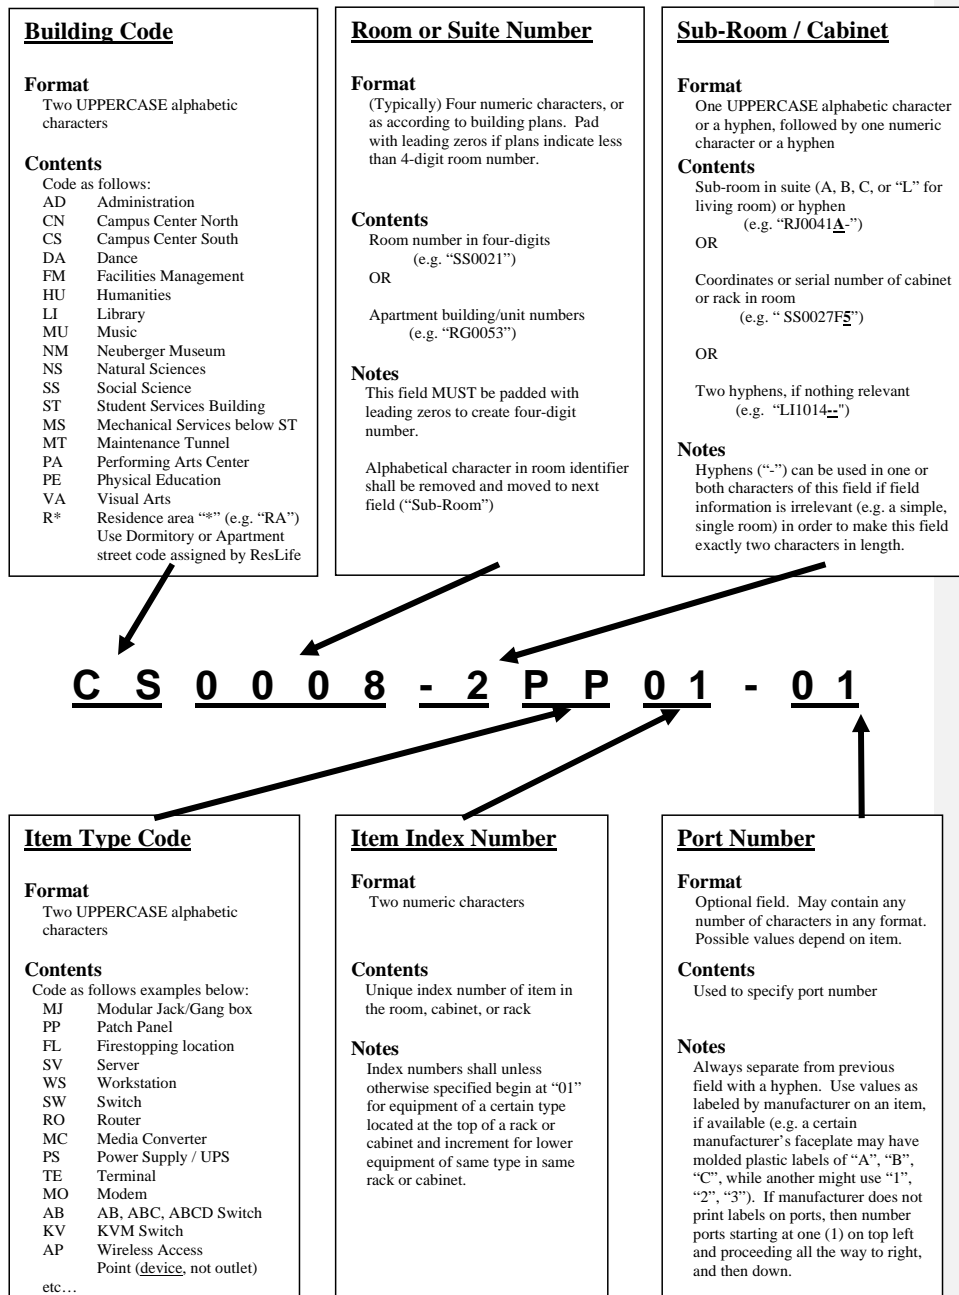 Building Code
Format
Two UPPERCASE alphabetic
characters
Contents
Code as follows:
AD Administration
CN Campus Center North
CS Campus Center South
DA Dance
FM Facilities Management
HU Humanities
LI Library
MU Music
NM Neuberger Museum
NS Natural Sciences
SS Social Science
ST Student Services Building
MS Mechanical Services below ST
MT Maintenance Tunnel
PA Performing Arts Center
PE Physical Education
VA Visual Arts
R* Residence area “*” (e.g. “RA”)
Use Dormitory or Apartment
street code assigned by ResLife
Room or Suite Number
Format
(Typically) Four numeric characters, or
as according to building plans. Pad
with leading zeros if plans indicate less
than 4-digit room number.
Contents
Room number in four-digits
(e.g. “SS0021”)
OR
Apartment building/unit numbers
(e.g. “RG0053”)
Notes
This field MUST be padded with
leading zeros to create four-digit
number.
Alphabetical character in room identifier
shall be removed and moved to next
field (“Sub-Room”)
Sub-Room / Cabinet
Format
One UPPERCASE alphabetic character
or a hyphen, followed by one numeric
character or a hyphen
Contents
Sub-room in suite (A, B, C, or “L” for
living room) or hyphen
(e.g. “RJ0041A-”)
OR
Coordinates or serial number of cabinet
or rack in room
(e.g. “ SS0027F5”)
OR
Two hyphens, if nothing relevant
(e.g. “LI1014--")
Notes
Hyphens (“-”) can be used in one or
both characters of this field if field
information is irrelevant (e.g. a simple,
single room) in order to make this field
exactly two characters in length.
C S 0 0 0 8 - 2 P P 0 1 - 0 1
Item Type Code
Format
Two UPPERCASE alphabetic
characters
Contents
Code as follows examples below:
MJ Modular Jack/Gang box
PP Patch Panel
FL Firestopping location
SV Server
WS Workstation
SW Switch
RO Router
MC Media Converter
PS Power Supply / UPS
TE Terminal
MO Modem
AB AB, ABC, ABCD Switch
KV KVM Switch
AP Wireless Access
Point (device, not outlet)
etc…
Item Index Number
Format
Two numeric characters
Contents
Unique index number of item in
the room, cabinet, or rack
Notes
Index numbers shall unless
otherwise specified begin at “01”
for equipment of a certain type
located at the top of a rack or
cabinet and increment for lower
equipment of same type in same
rack or cabinet.
Port Number
Format
Optional field. May contain any
number of characters in any format.
Possible values depend on item.
Contents
Used to specify port number
Notes
Always separate from previous
field with a hyphen. Use values as
labeled by manufacturer on an item,
if available (e.g. a certain
manufacturer’s faceplate may have
molded plastic labels of “A”, “B”,
“C”, while another might use “1”,
“2”, “3”). If manufacturer does not
print labels on ports, then number
ports starting at one (1) on top left
and proceeding all the way to right,
and then down.